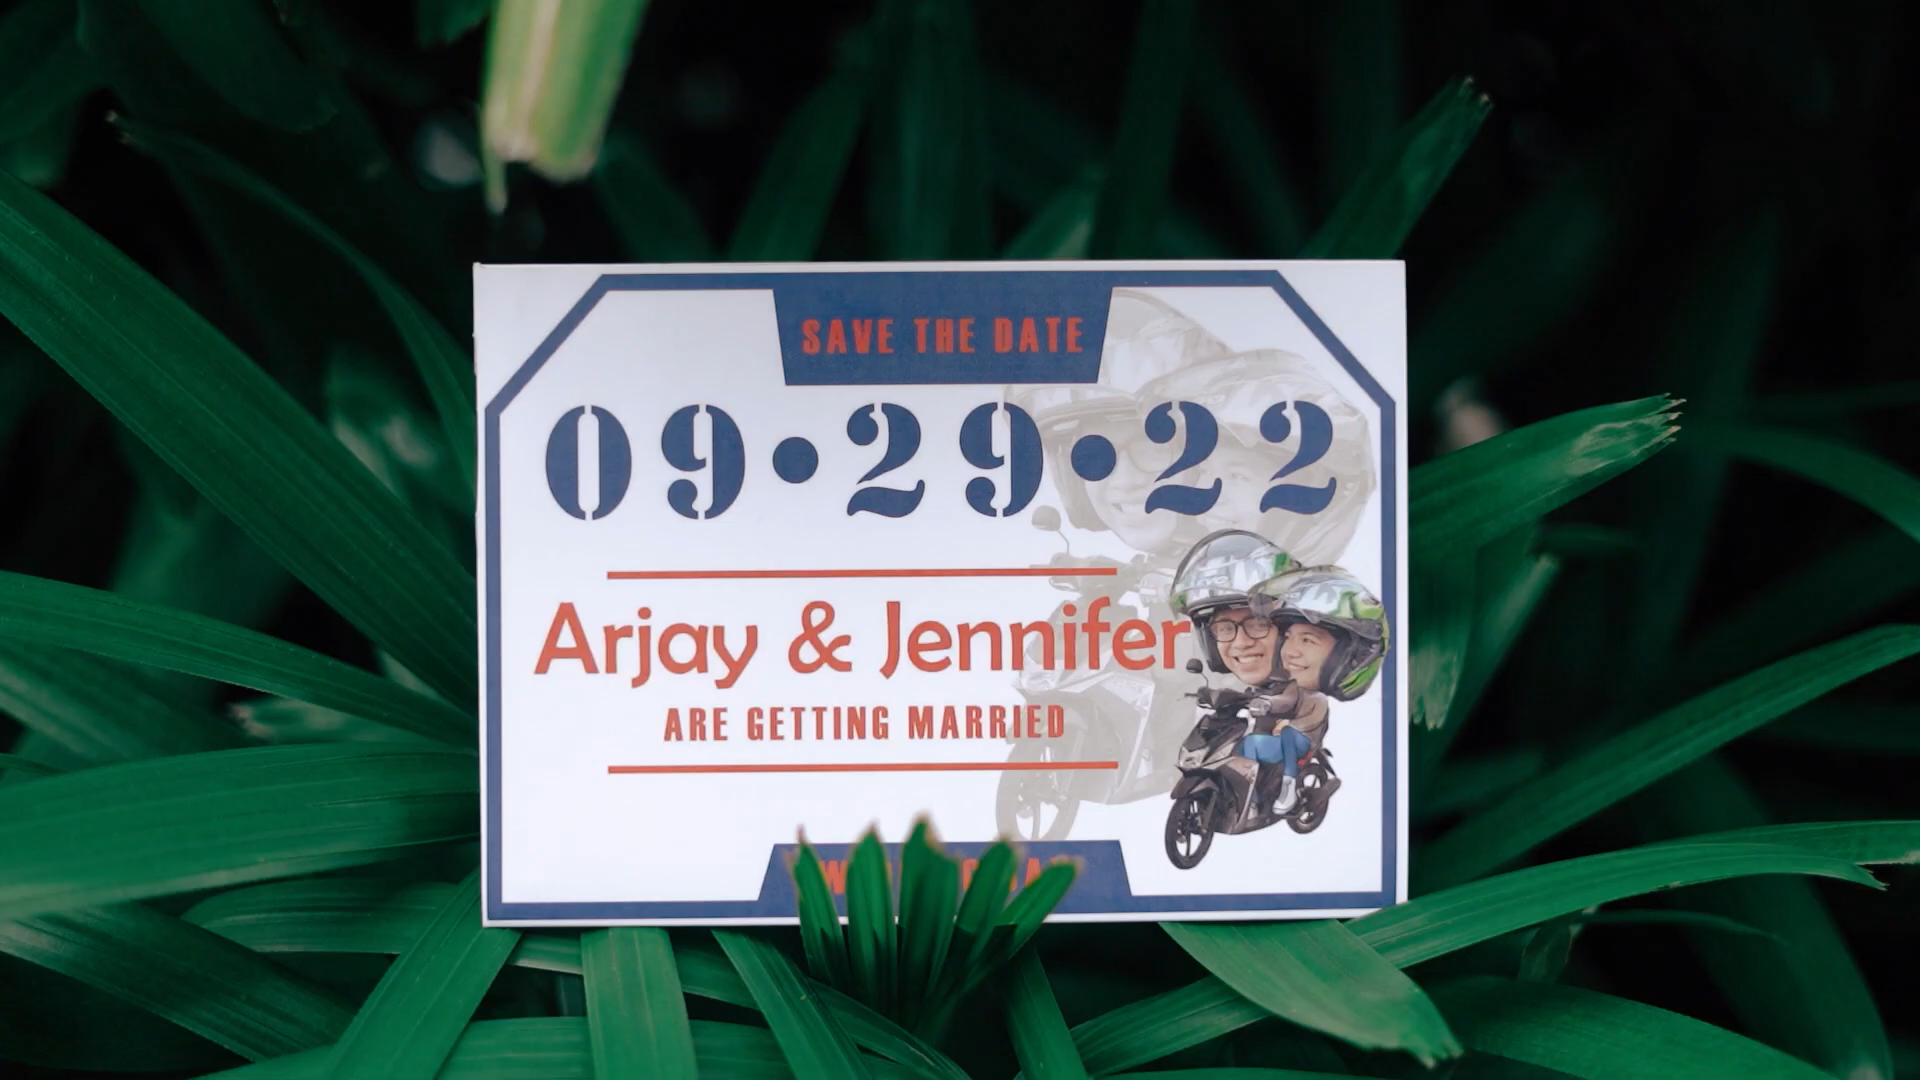 SAVE THE DATE
09•29•22
Arjay & Jennifer
ARE GETTING MARRIED